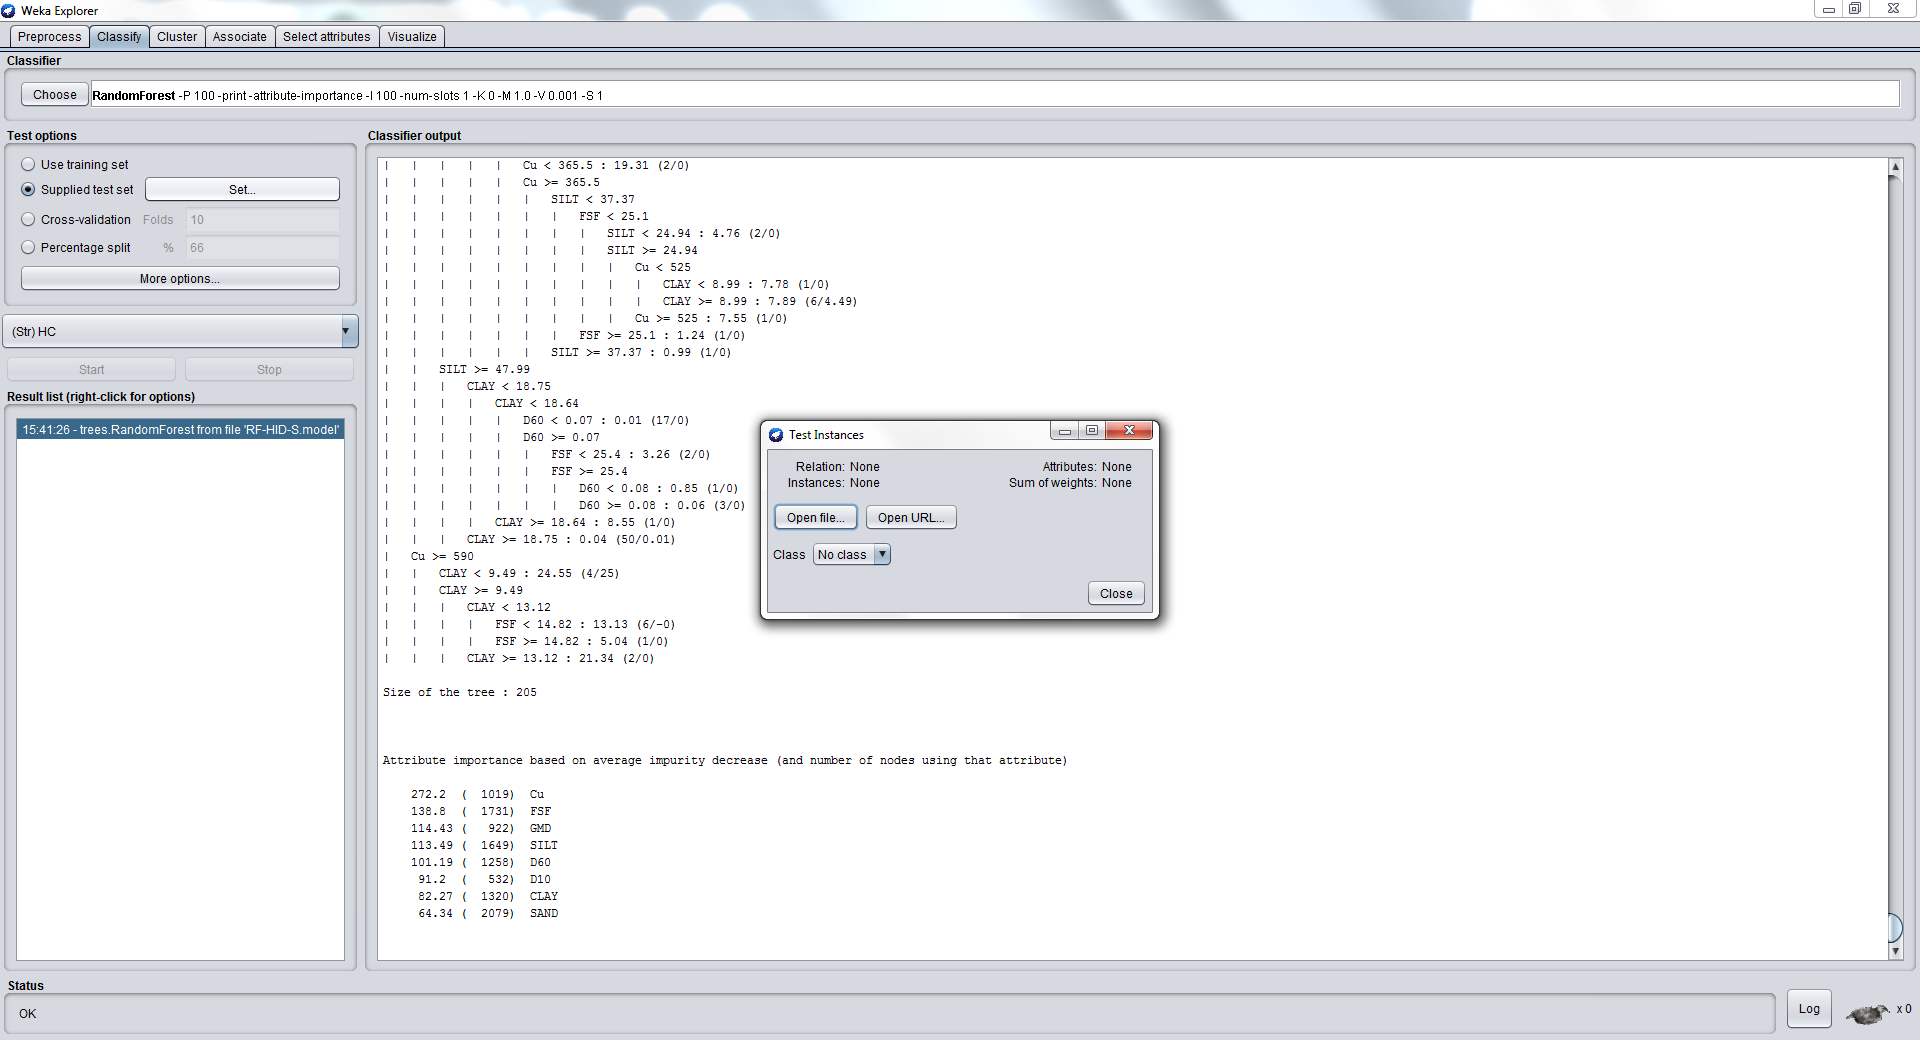 Weka Explorer
Preprocess Classify Cluster Associate Select attributes Visualize
Classifier
Choose RandomForest -P 100 -print -attribute-importance -I 100 -num-slots 1 -K 0 -M 1.0 -V 0.001 -S 1
Test options
Use training set
Supplied test set Set...
Cross-validation Folds 10
Percentage split % 66
More options...
(Str) HC
Start Stop
Result list (right-click for options)
15:41:26 - trees.RandomForest from file 'RF-HID-S.model'
Classifier output
| | | | | Cu < 365.5 : 19.31 (2/0)
| | | | | Cu >= 365.5
| | | | | | SILT < 37.37
| | | | | | | FSF < 25.1
| | | | | | | | SILT < 24.94 : 4.76 (2/0)
| | | | | | | | SILT >= 24.94
| | | | | | | | | Cu < 525
| | | | | | | | | | CLAY < 8.99 : 7.78 (1/0)
| | | | | | | | | | CLAY >= 8.99 : 7.89 (6/4.49)
| | | | | | | | | Cu >= 525 : 7.55 (1/0)
| | | | | | | FSF >= 25.1 : 1.24 (1/0)
| | | | | | SILT >= 37.37 : 0.99 (1/0)
| | SILT >= 47.99
| | | CLAY < 18.75
| | | | CLAY < 18.64
| | | | | D60 < 0.07 : 0.01 (17/0)
| | | | | D60 >= 0.07
| | | | | | FSF < 25.4 : 3.26 (2/0)
| | | | | | FSF >= 25.4
| | | | | | | D60 < 0.08 : 0.85 (1/0)
| | | | | | | D60 >= 0.08 : 0.06 (3/0)
| | | | CLAY >= 18.64 : 8.55 (1/0)
| | | CLAY >= 18.75 : 0.04 (50/0.01)
| Cu >= 590
| | CLAY < 9.49 : 24.55 (4/25)
| | CLAY >= 9.49
| | | CLAY < 13.12
| | | | FSF < 14.82 : 13.13 (6/-0)
| | | | FSF >= 14.82 : 5.04 (1/0)
| | | CLAY >= 13.12 : 21.34 (2/0)
Size of the tree : 205
Attribute importance based on average impurity decrease (and number of nodes using that attribute)
272.2 ( 1019) Cu
138.8 ( 1731) FSF
114.43 ( 922) GMD
113.49 ( 1649) SILT
101.19 ( 1258) D60
91.2 ( 532) D10
82.27 ( 1320) CLAY
64.34 ( 2079) SAND
Test Instances
Relation: None Attributes: None
Instances: None Sum of weights: None
Open file... Open URL...
Class No class
Close
Status
OK
Log x 0